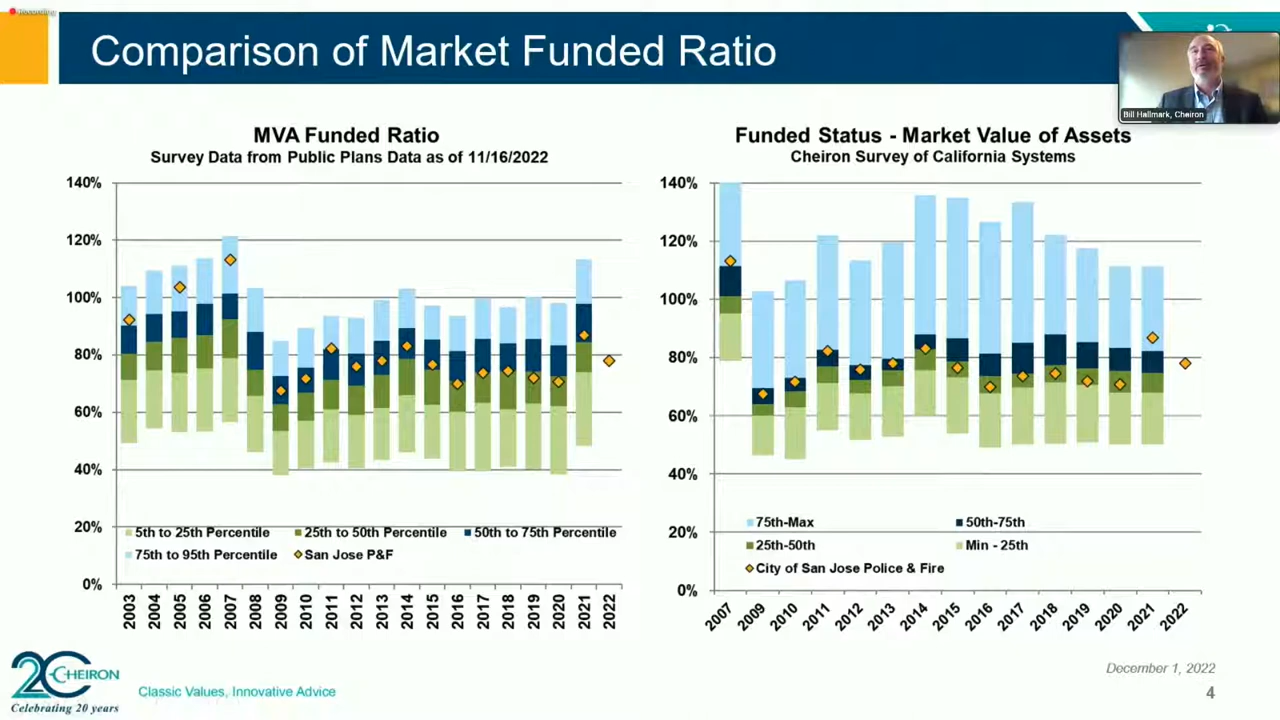 Recording
Comparison of Market Funded Ratio
Bill Hallmark, Cheiron
MVA Funded Ratio
Survey Data from Public Plans Data as of 11/16/2022
140%
120%
100%
80%
60%
40%
20%
0%
5th to 25th Percentile
25th to 50th Percentile
50th to 75th Percentile
75th to 95th Percentile
San Jose P&F
2003
2004
2005
2006
2007
2008
2009
2010
2011
2012
2013
2014
2015
2016
2017
2018
2019
2020
2021
2022
Funded Status - Market Value of Assets
Cheiron Survey of California Systems
140%
120%
100%
80%
60%
40%
20%
0%
75th-Max
50th-75th
25th-50th
Min - 25th
City of San Jose Police & Fire
2007
2009
2010
2011
2012
2013
2014
2015
2016
2017
2018
2019
2020
2021
2022
20 CHEIRON
Celebrating 20 years
Classic Values, Innovative Advice
December 1, 2022
4